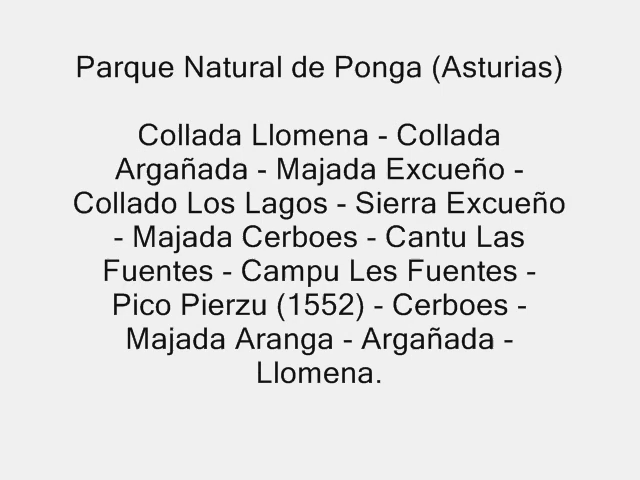 Parque Natural de Ponga (Asturias)
Collada Llomena - Collada
Argañada - Majada Excueño -
Collado Los Lagos - Sierra Excueño
- Majada Cerboes - Cantu Las
Fuentes - Campu Les Fuentes -
Pico Pierzu (1552) - Cerboes -
Majada Aranga - Argañada -
Llomena.